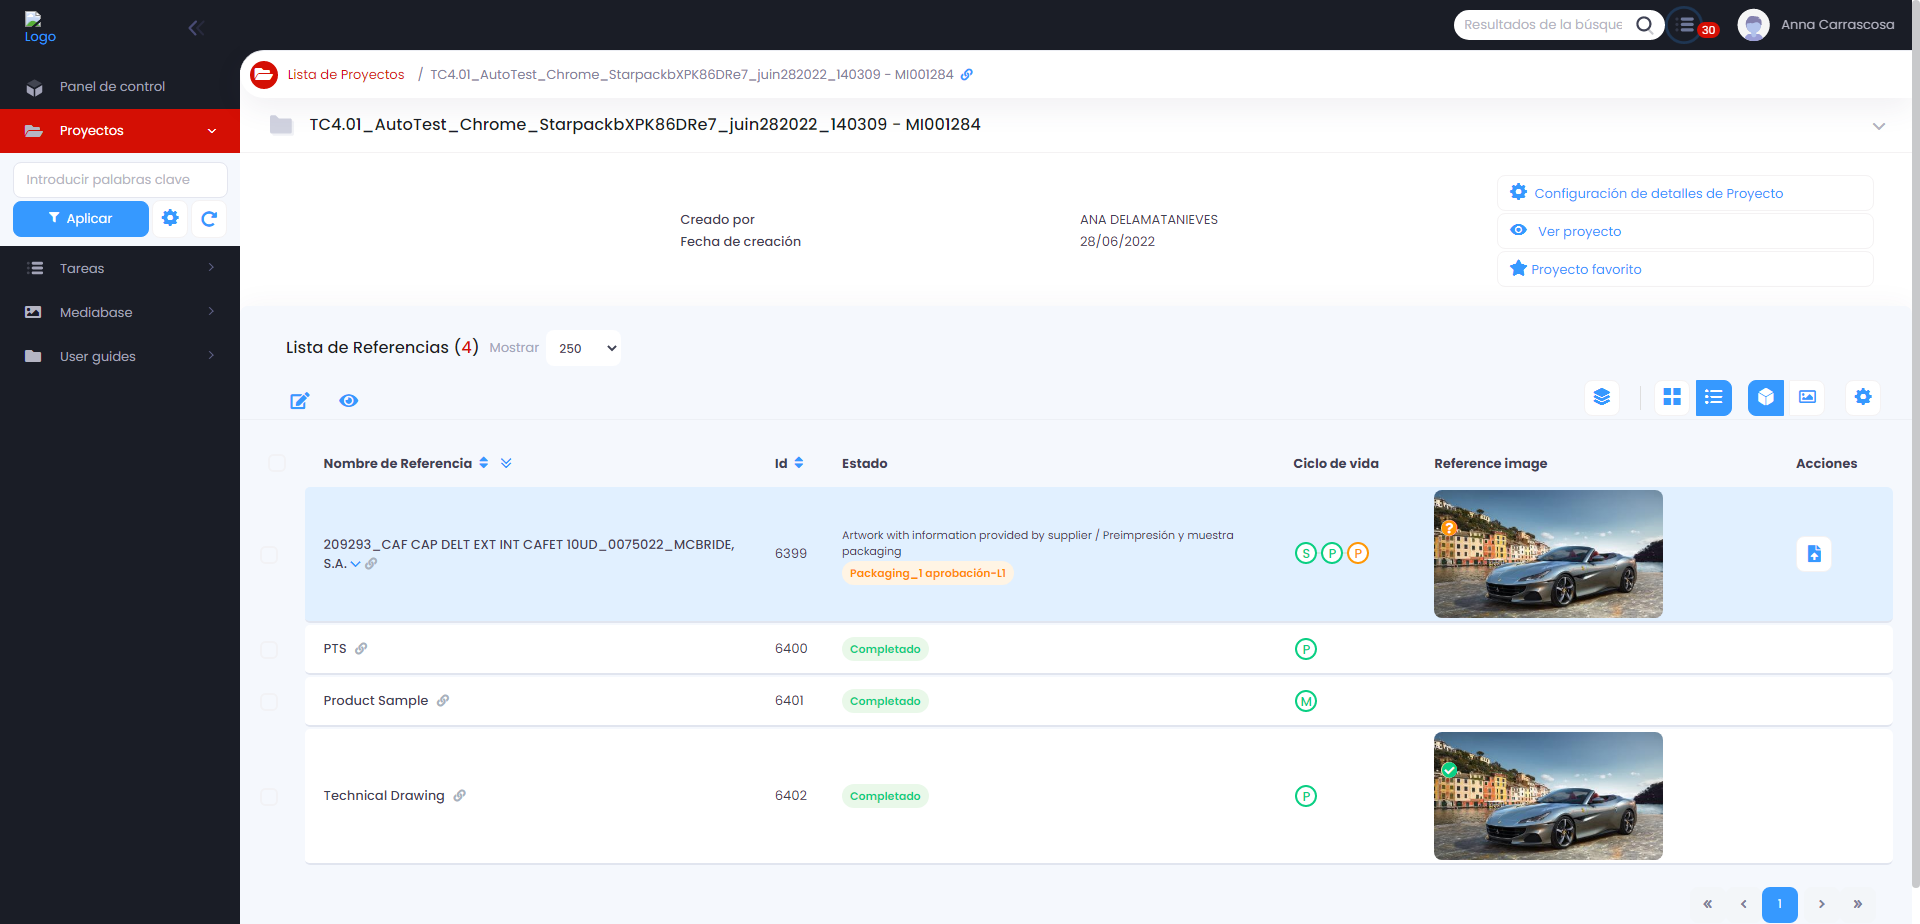 Logo
Resultados de la búsque
30
Anna Carrascosa
Panel de control
Proyectos
Introducir palabras clave
Aplicar
Tareas
Mediabase
User guides
Lista de Proyectos / TC4.01_AutoTest_Chrome_StarpackbXPK86DRe7_juin282022_140309 - MI001284
TC4.01_AutoTest_Chrome_StarpackbXPK86DRe7_juin282022_140309 - MI001284
Creado por ANA DELAMATANIEVES
Fecha de creación 28/06/2022
Configuración de detalles de Proyecto
Ver proyecto
Proyecto favorito
Lista de Referencias (4) Mostrar 250
Nombre de Referencia Id Estado Ciclo de vida Reference image Acciones
209293_CAF CAP DELT EXT INT CAFET 10UD_0075022_MCBRIDE,
S.A.
6399
Artwork with information provided by supplier / Preimpresión y muestra
packaging
Packaging_1 aprobación-L1
S P P
?
PTS 6400 Completado P
Product Sample 6401 Completado M
Technical Drawing 6402 Completado P
« ‹ 1 › »